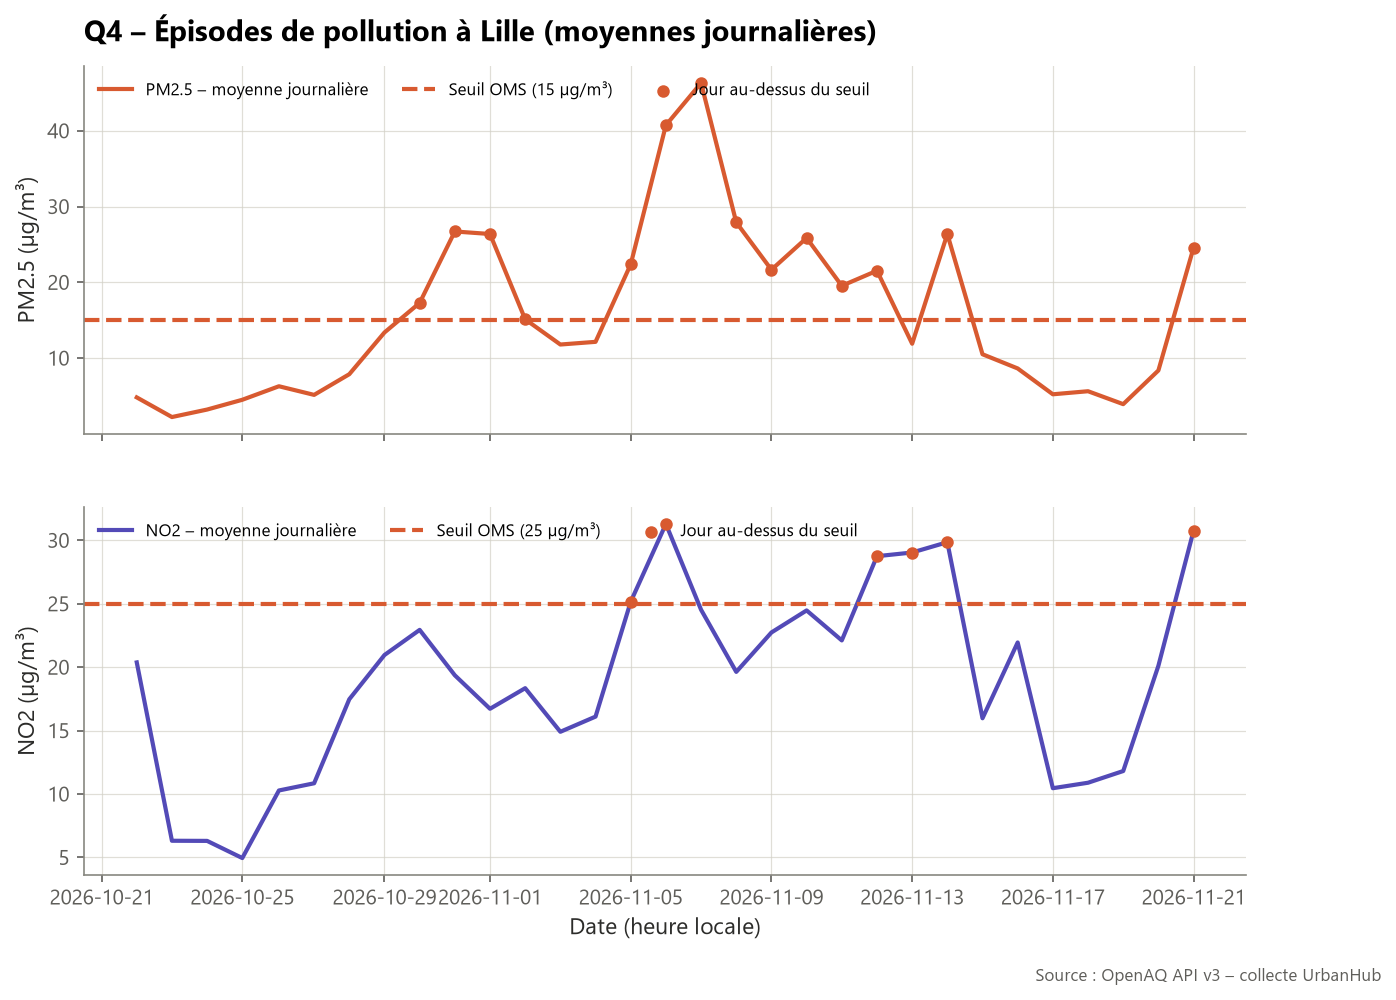 Q4 – Épisodes de pollution à Lille (moyennes journalières)
PM2.5 – moyenne journalière
Seuil OMS (15 µg/m³)
Jour au-dessus du seuil
PM2.5 (µg/m³)
40
30
20
10
NO2 – moyenne journalière
Seuil OMS (25 µg/m³)
Jour au-dessus du seuil
NO2 (µg/m³)
30
25
20
15
10
5
2026-10-21
2026-10-25
2026-10-29
2026-11-01
2026-11-05
2026-11-09
2026-11-13
2026-11-17
2026-11-21
Date (heure locale)
Source : OpenAQ API v3 – collecte UrbanHub